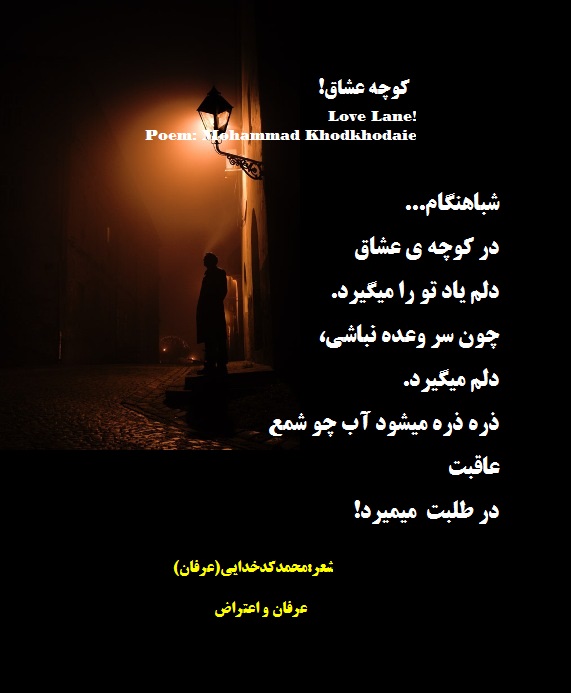 کوچه عشاق!
Love Lane!
Poem: Mohammad Khodkhodaie
شباهنگام...
در کوچه ی عشاق
دلم یاد تو را میگیرد.
چون سر وعده نباشی،
دلم میگیرد.
ذره ذره میشود آب چو شمع
عاقبت
در طلبت میمیرد!
شعر:محمدکدخدایی(عرفان)
عرفان و اعتراض